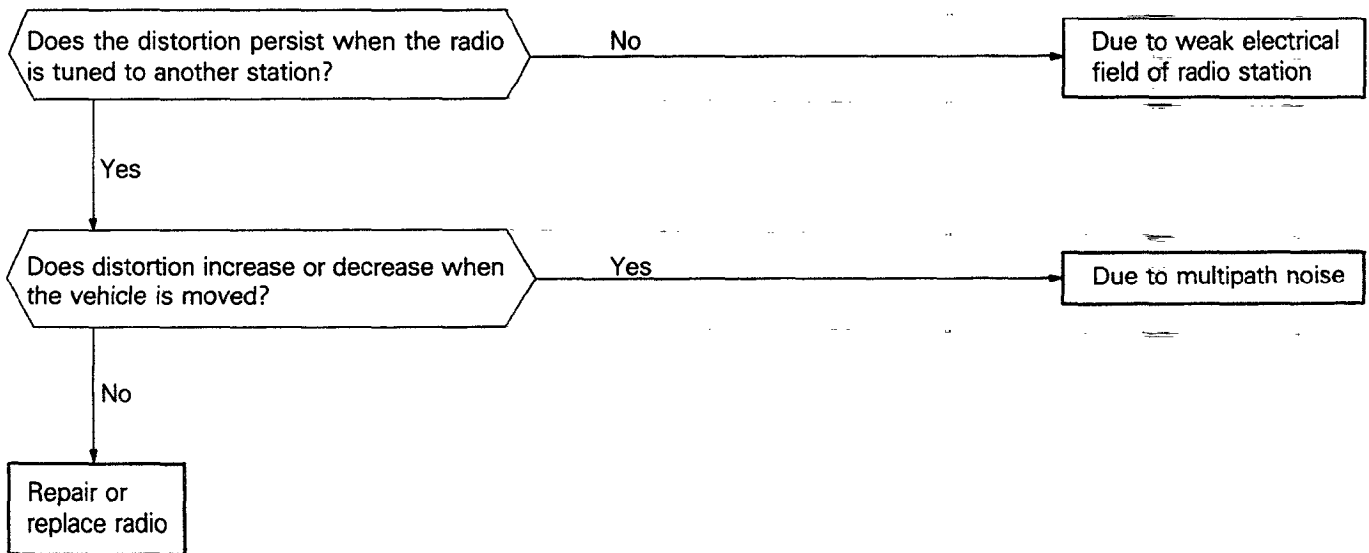 Does the distortion persist when the radio
is tuned to another station?
No
Due to weak electrical
field of radio station
Yes
Does distortion increase or decrease when
the vehicle is moved?
Yes
Due to multipath noise
No
Repair or
replace radio